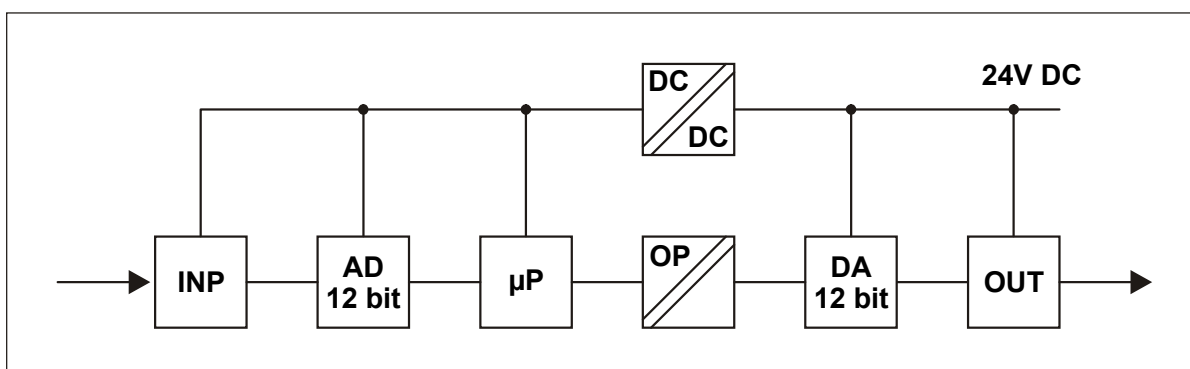 DC
DC
24V DC
INP
AD
12 bit
µP
OP
DA
12 bit
OUT